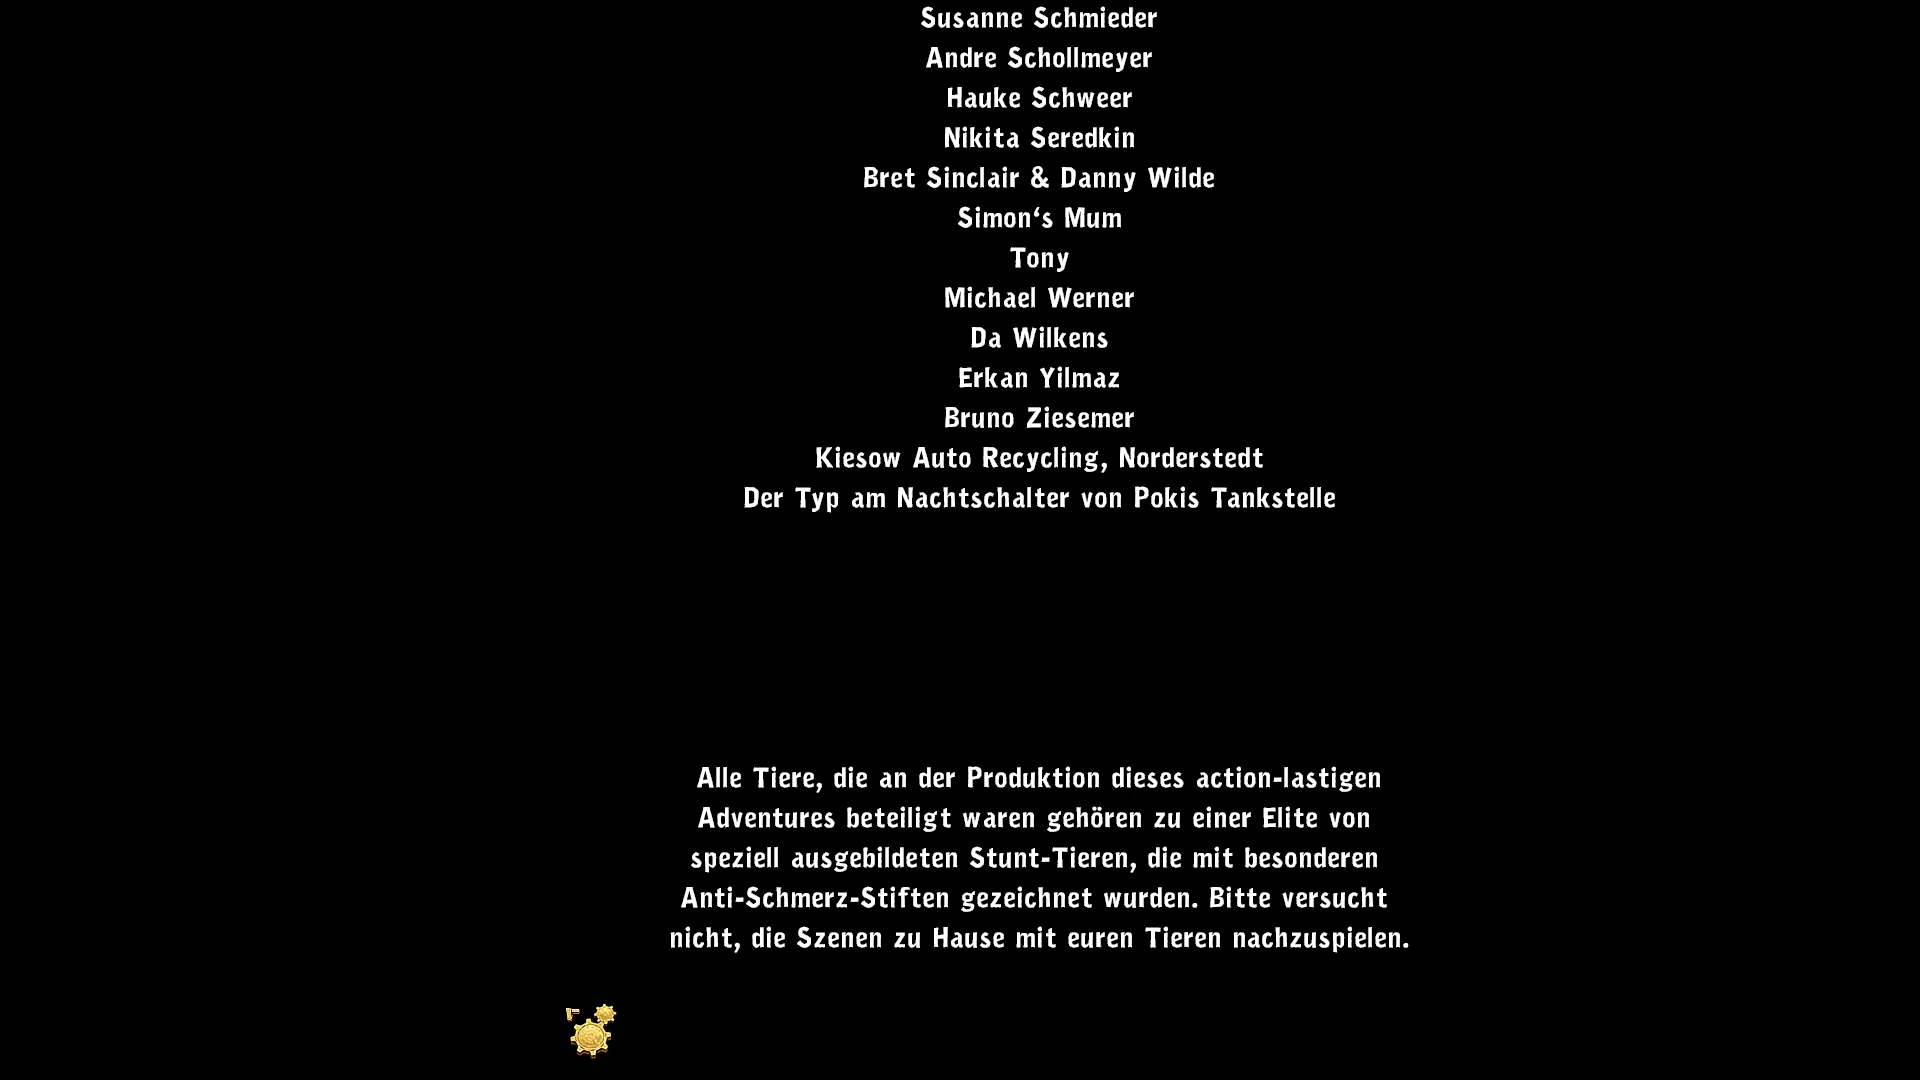 Susanne Schmieder
Andre Schollmeyer
Hauke Schweer
Nikita Seredkin
Bret Sinclair & Danny Wilde
Simon‘s Mum
Tony
Michael Werner
Da Wilkens
Erkan Yilmaz
Bruno Ziesemer
Kiesow Auto Recycling, Norderstedt
Der Typ am Nachtschalter von Pokis Tankstelle
Alle Tiere, die an der Produktion dieses action-lastigen
Adventures beteiligt waren gehören zu einer Elite von
speziell ausgebildeten Stunt-Tieren, die mit besonderen
Anti-Schmerz-Stiften gezeichnet wurden. Bitte versucht
nicht, die Szenen zu Hause mit euren Tieren nachzuspielen.